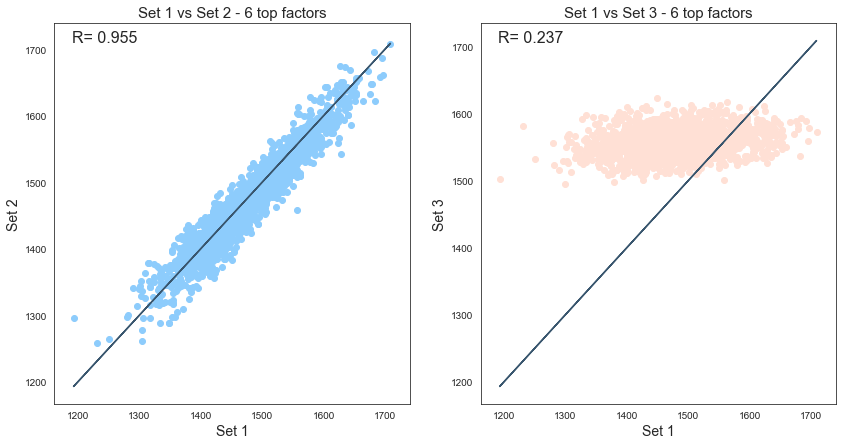 Set 1 vs Set 2 - 6 top factors
R= 0.955
1700
1600
1500
1400
1300
1200
Set 2
1200 1300 1400 1500 1600 1700
Set 1
Set 1 vs Set 3 - 6 top factors
R= 0.237
1700
1600
1500
1400
1300
1200
Set 3
1200 1300 1400 1500 1600 1700
Set 1